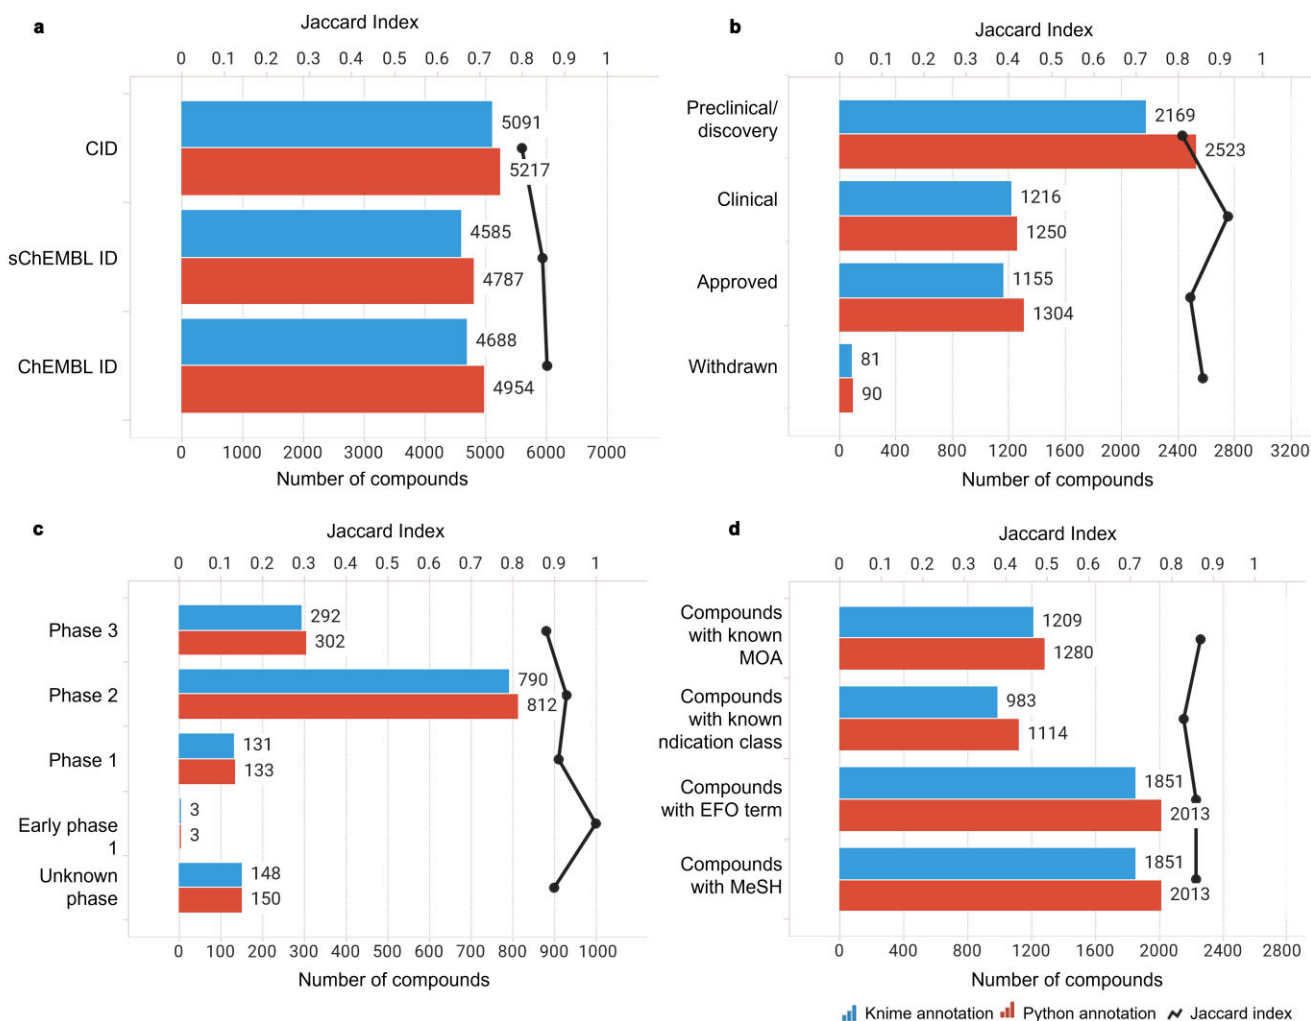 a
Jaccard Index
0 0.1 0.2 0.3 0.4 0.5 0.6 0.7 0.8 0.9 1
CID
5091
5217
sChEMBL ID
4585
4787
ChEMBL ID
4688
4954
0 1000 2000 3000 4000 5000 6000 7000
Number of compounds
b
Jaccard Index
0 0.1 0.2 0.3 0.4 0.5 0.6 0.7 0.8 0.9 1
Preclinical/
discovery
2169
2523
Clinical
1216
1250
Approved
1155
1304
Withdrawn
81
90
0 400 800 1200 1600 2000 2400 2800 3200
Number of compounds
c
Jaccard Index
0 0.1 0.2 0.3 0.4 0.5 0.6 0.7 0.8 0.9 1
Phase 3
292
302
Phase 2
790
812
Phase 1
131
133
Early phase
1
3
3
Unknown
phase
148
150
0 100 200 300 400 500 600 700 800 900 1000
Number of compounds
d
Jaccard Index
0 0.1 0.2 0.3 0.4 0.5 0.6 0.7 0.8 0.9 1
Compounds
with known
MOA
1209
1280
Compounds
with known
ndication class
983
1114
Compounds
with EFO term
1851
2013
Compounds
with MeSH
1851
2013
0 400 800 1200 1600 2000 2400 2800
Number of compounds
Knime annotation Python annotation Jaccard index